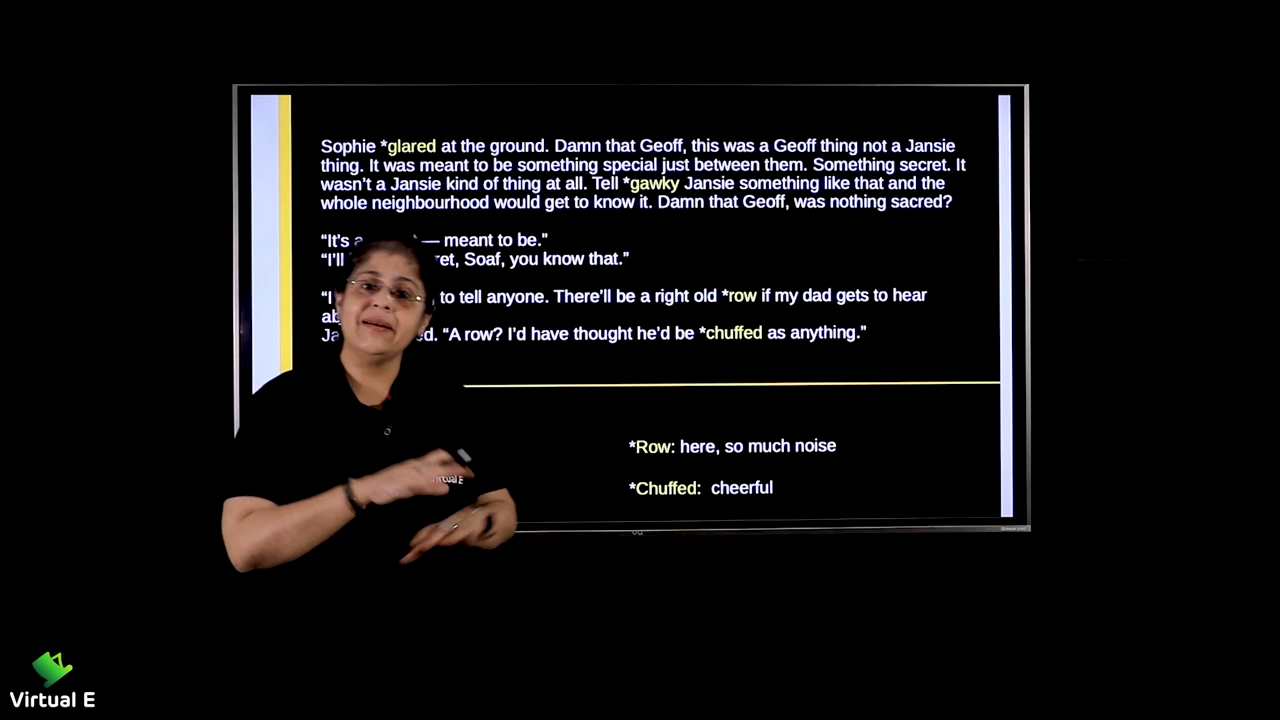 Sophie *glared at the ground. Damn that Geoff, this was a Geoff thing not a Jansie
thing. It was meant to be something special just between them. Something secret. It
wasn't a Jansie kind of thing at all. Tell *gawky Jansie something like that and the
whole neighbourhood would get to know it. Damn that Geoff, was nothing sacred?
“It's a — meant to be.”
“I'll ret, Soaf, you know that.”
“I to tell anyone. There'll be a right old *row if my dad gets to hear
ab
Ja ed. “A row? I'd have thought he'd be *chuffed as anything.”
*Row: here, so much noise
*Chuffed: cheerful
Virtual E
Virtual E